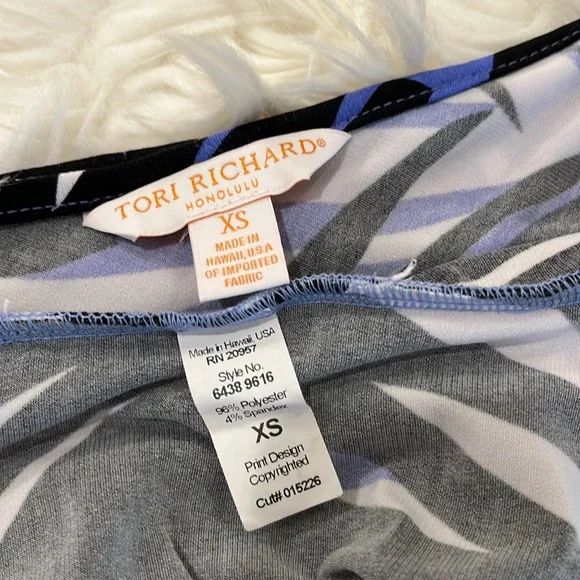 TORI RICHARD®
HONOLULU
XS
MADE IN
HAWAII, U.S.A
OF IMPORTED
FABRIC
Made in Hawaii, USA
RN 20957
Style No.
6438 9616
96% Polyester
4% Spandex
XS
Print Design
Copyrighted
Cut# 015226